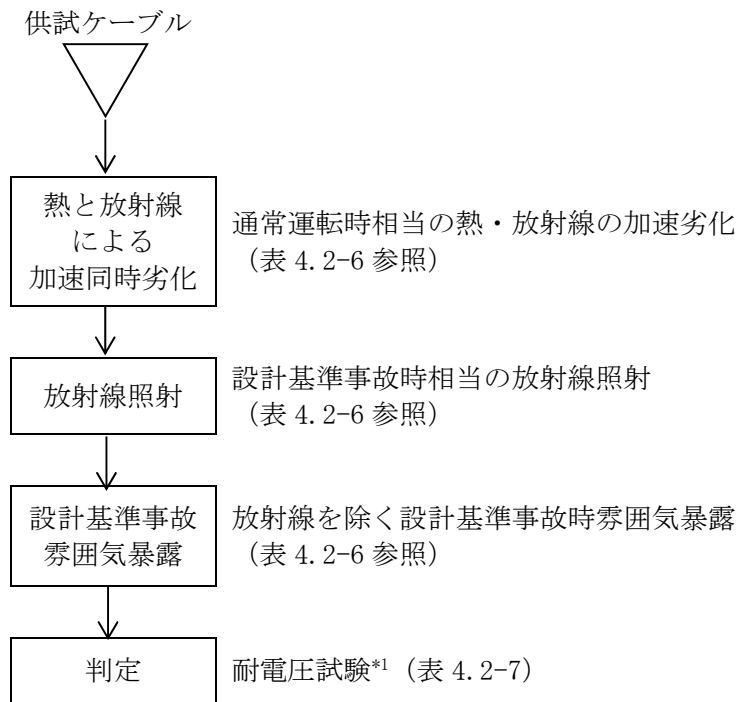 供試ケーブル
熱と放射線
による
加速同時劣化
通常運転時相当の熱・放射線の加速劣化
（表 4.2-6 参照）
放射線照射
設計基準事故時相当の放射線照射
（表 4.2-6 参照）
設計基準事故
雰囲気暴露
放射線を除く設計基準事故時雰囲気暴露
（表 4.2-6 参照）
判定
耐電圧試験*1（表 4.2-7）